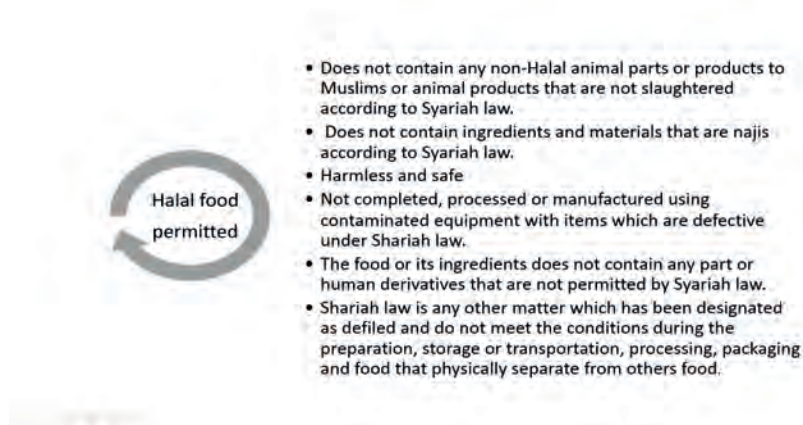 Halal food
permitted
• Does not contain any non-Halal animal parts or products to
Muslims or animal products that are not slaughtered
according to Syariah law.
• Does not contain ingredients and materials that are najis
according to Syariah law.
• Harmless and safe
• Not completed, processed or manufactured using
contaminated equipment with items which are defective
under Shariah law.
• The food or its ingredients does not contain any part or
human derivatives that are not permitted by Syariah law.
• Shariah law is any other matter which has been designated
as defiled and do not meet the conditions during the
preparation, storage or transportation, processing, packaging
and food that physically separate from others food.